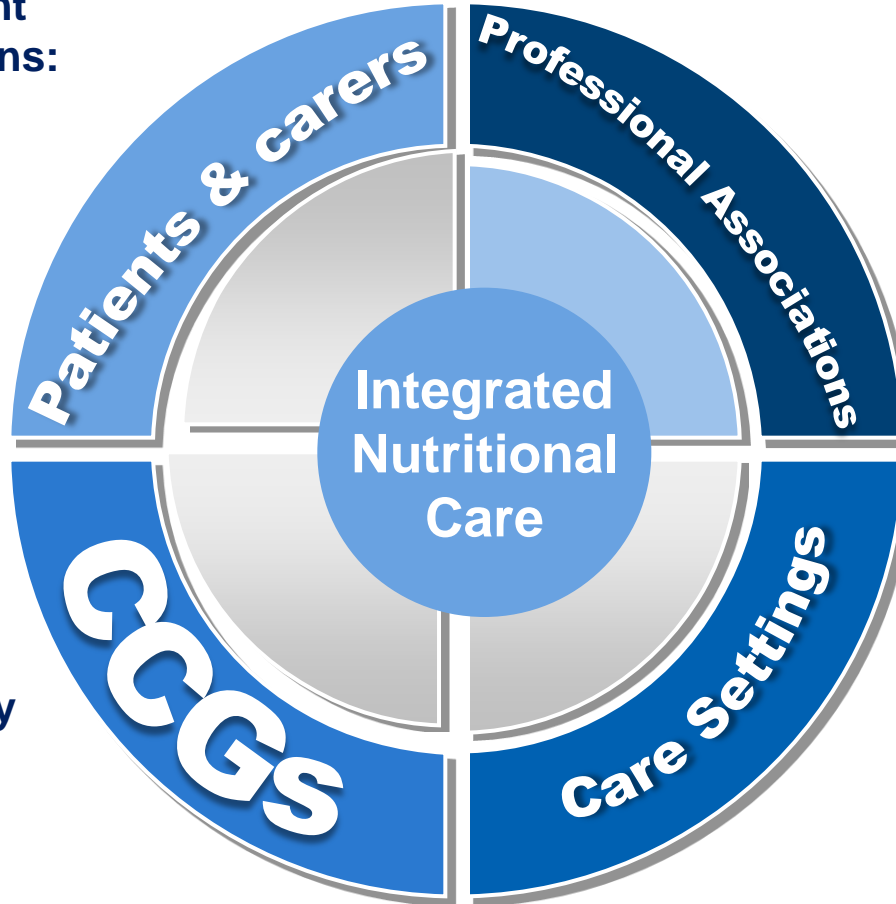 nt
ns:
Patients & carers
Professional Associations
Integrated
Nutritional
Care
y
CCGs
Care Settings